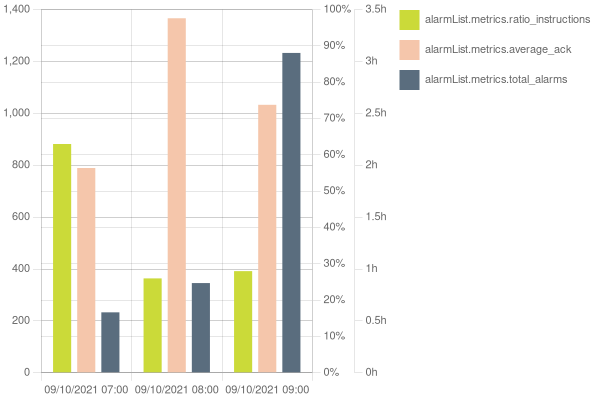 1,400
1,200
1,000
800
600
400
200
0
100%
90%
80%
70%
60%
50%
40%
30%
20%
10%
0%
3.5h
3h
2.5h
2h
1.5h
1h
0.5h
0h
alarmList.metrics.ratio_instructions
alarmList.metrics.average_ack
alarmList.metrics.total_alarms
09/10/2021 07:00 09/10/2021 08:00 09/10/2021 09:00